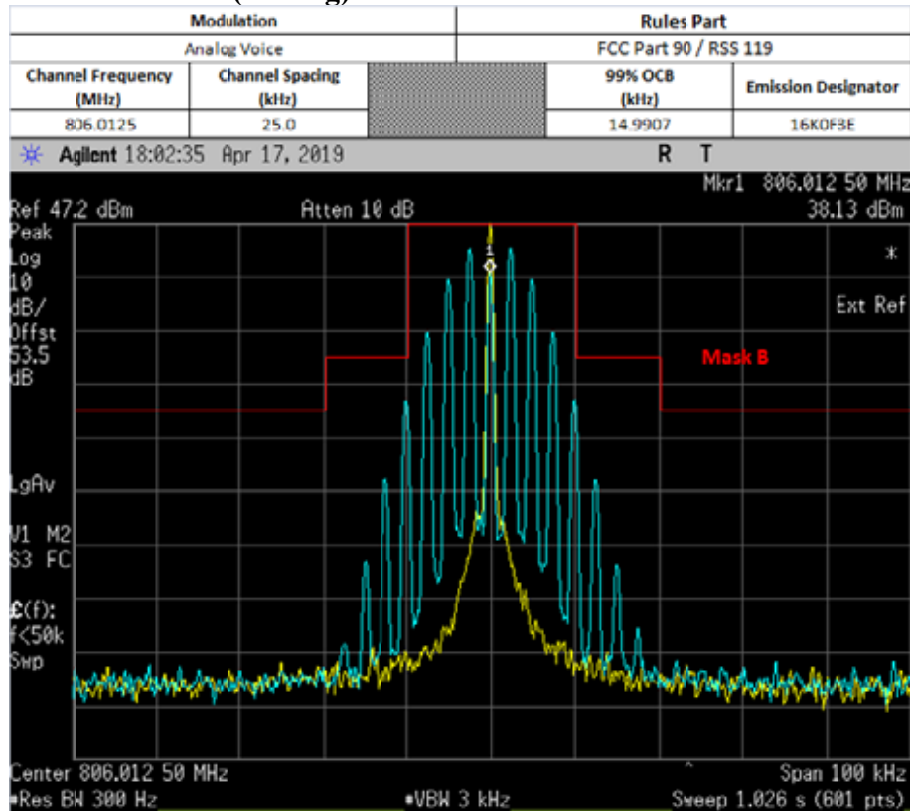 Modulation Rules Part
Analog Voice FCC Part 90 / RSS 119
Channel Frequency (MHz) Channel Spacing (kHz) 99% OCB (kHz) Emission Designator
806.0125 25.0 14.9907 16K0F3E
Agilent 18:02:35 Apr 17, 2019 R T
Mkr1 806.012 50 MHz
Ref 47.2 dBm Atten 10 dB 38.13 dBm
Peak
Log
10
dB/
Offst
53.5
dB
1
*
Ext Ref
Mask B
LgAv
V1 M2
S3 FC
£(f):
f<50k
Swp
Center 806.012 50 MHz Span 100 kHz
#Res BW 300 Hz #VBW 3 kHz Sweep 1.026 s (601 pts)